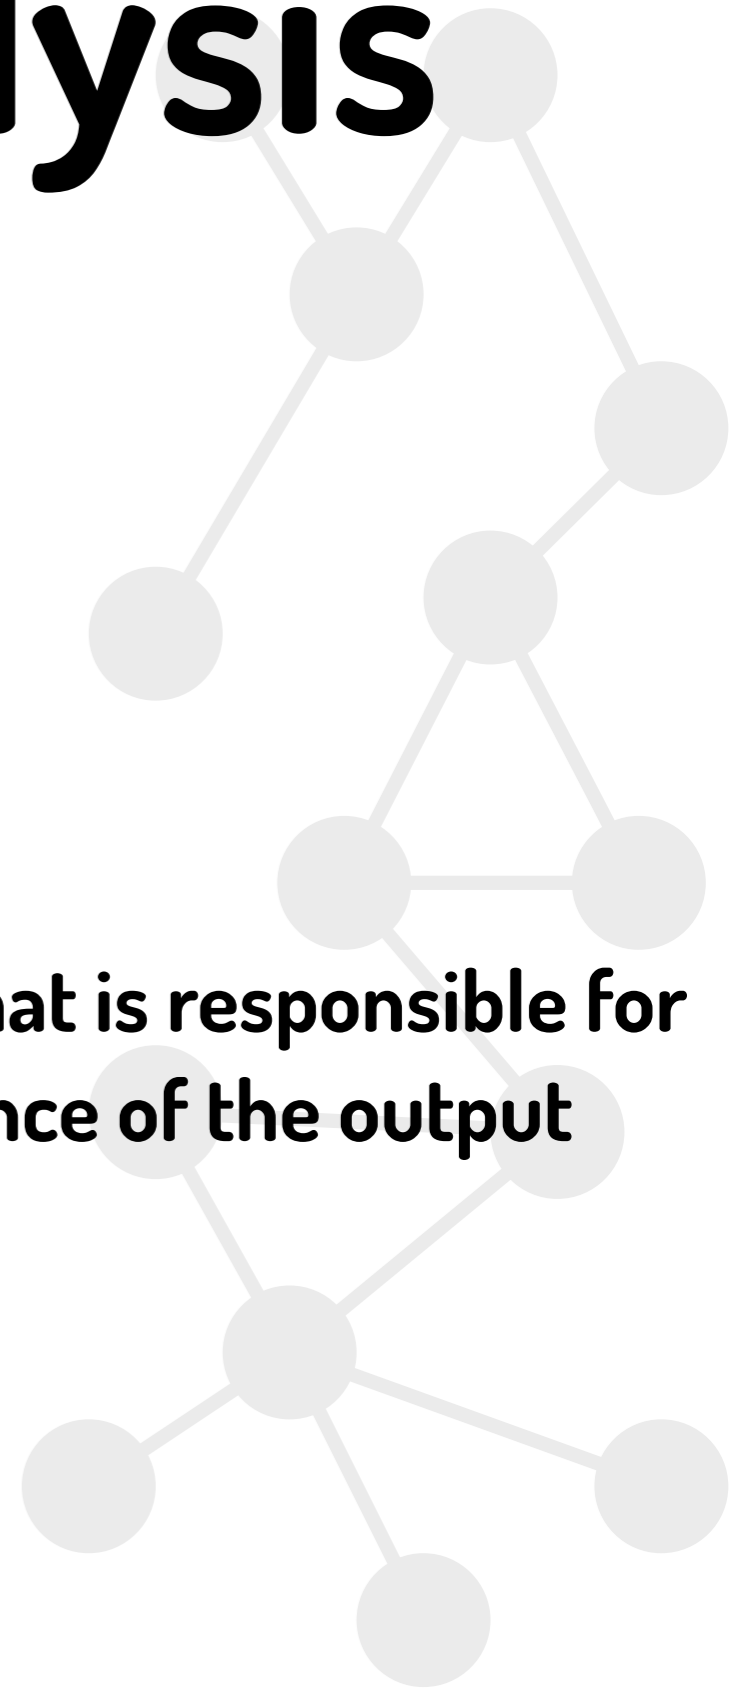 lysis
hat is responsible for
nce of the output